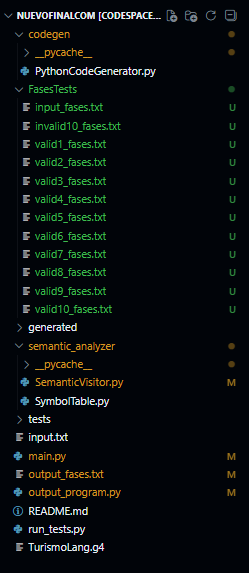 NUEVOFINALCOM [CODESPAC...
codegen
__pycache__
PythonCodeGenerator.py
FasesTests
input_fases.txt U
invalid10_fases.txt U
valid1_fases.txt U
valid2_fases.txt U
valid3_fases.txt U
valid4_fases.txt U
valid5_fases.txt U
valid6_fases.txt U
valid7_fases.txt U
valid8_fases.txt U
valid9_fases.txt U
valid10_fases.txt U
generated
semantic_analyzer
__pycache__
SemanticVisitor.py M
SymbolTable.py
tests
input.txt
main.py M
output_fases.txt M
output_program.py M
README.md
run_tests.py
TurismoLang.g4